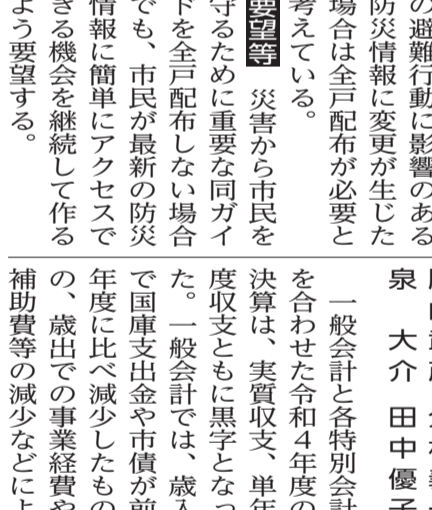 の避難行動に影響のある
防災情報に変更が生じた
場合は全戸配布が必要と
考えている。
要望等 災害から市民を
守るために重要な同ガイ
ドを全戸配布しない場合
でも、市民が最新の防災
情報に簡単にアクセスで
きる機会を継続して作る
よう要望する。
泉 大介 田中優子
一般会計と各特別会計
を合わせた令和4年度の
決算は、実質収支、単年
度収支ともに黒字となっ
た。一般会計では、歳入
で国庫支出金や市債が前
年度に比べ減少したもの
の、歳出での事業経費や
補助費等の減少などによ